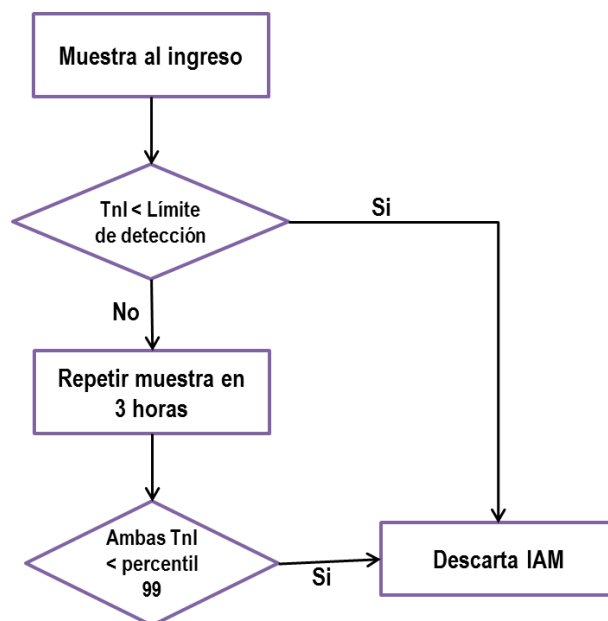 Muestra al ingreso
TnI < Límite
de detección
Si
No
Repetir muestra en
3 horas
Ambas TnI
< percentil
99
Si
Descarta IAM